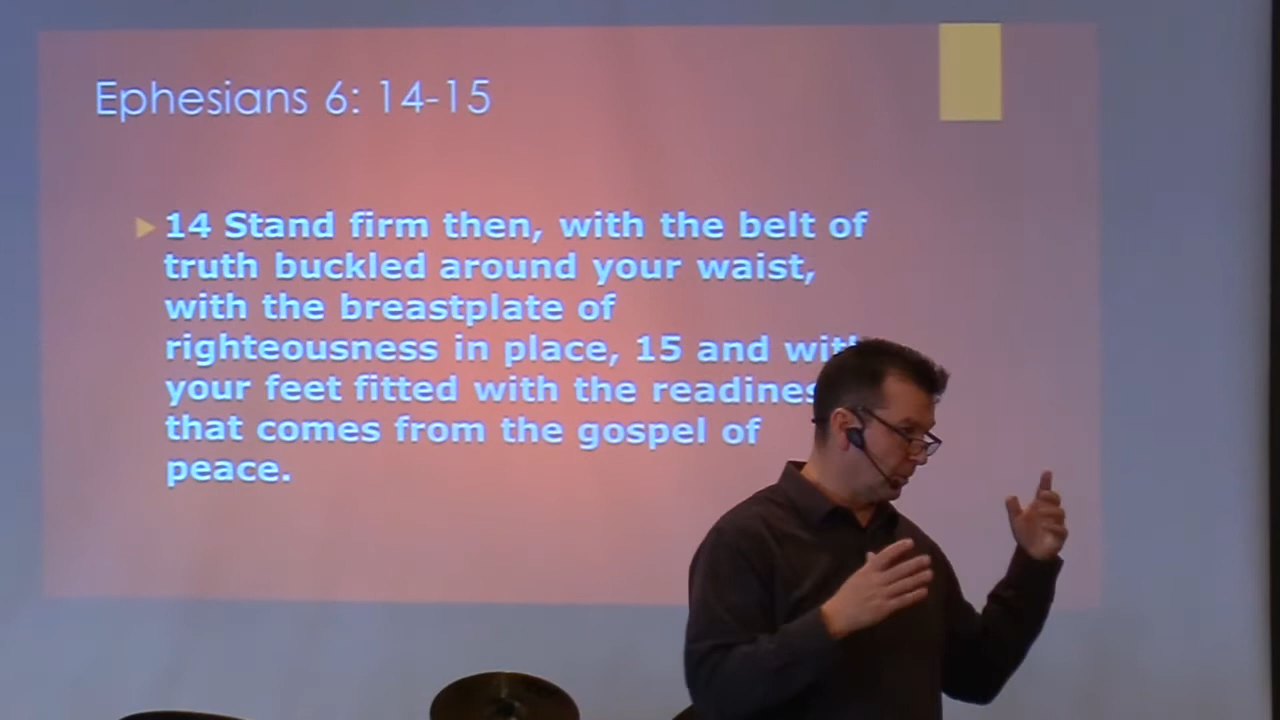 Ephesians 6: 14-15
14 Stand firm then, with the belt of
truth buckled around your waist,
with the breastplate of
righteousness in place, 15 and with
your feet fitted with the readiness
that comes from the gospel of
peace.